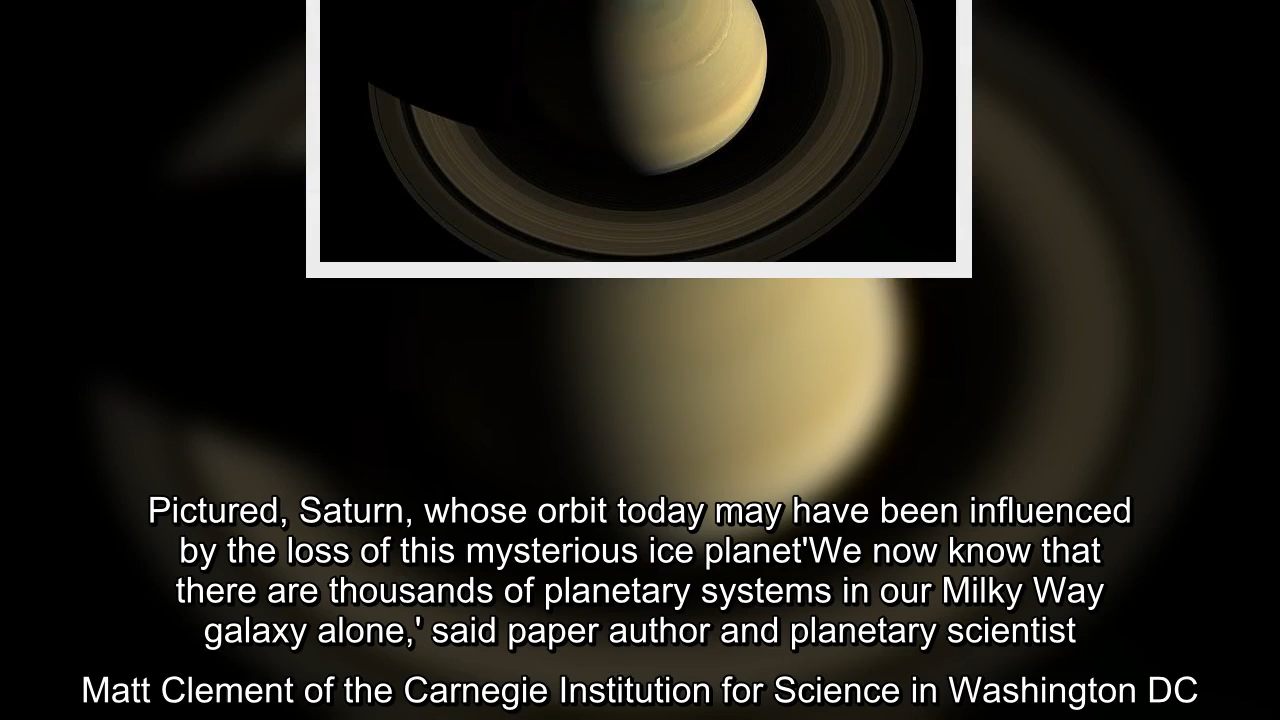 Pictured, Saturn, whose orbit today may have been influenced
by the loss of this mysterious ice planet'We now know that
there are thousands of planetary systems in our Milky Way
galaxy alone,' said paper author and planetary scientist
Matt Clement of the Carnegie Institution for Science in Washington DC